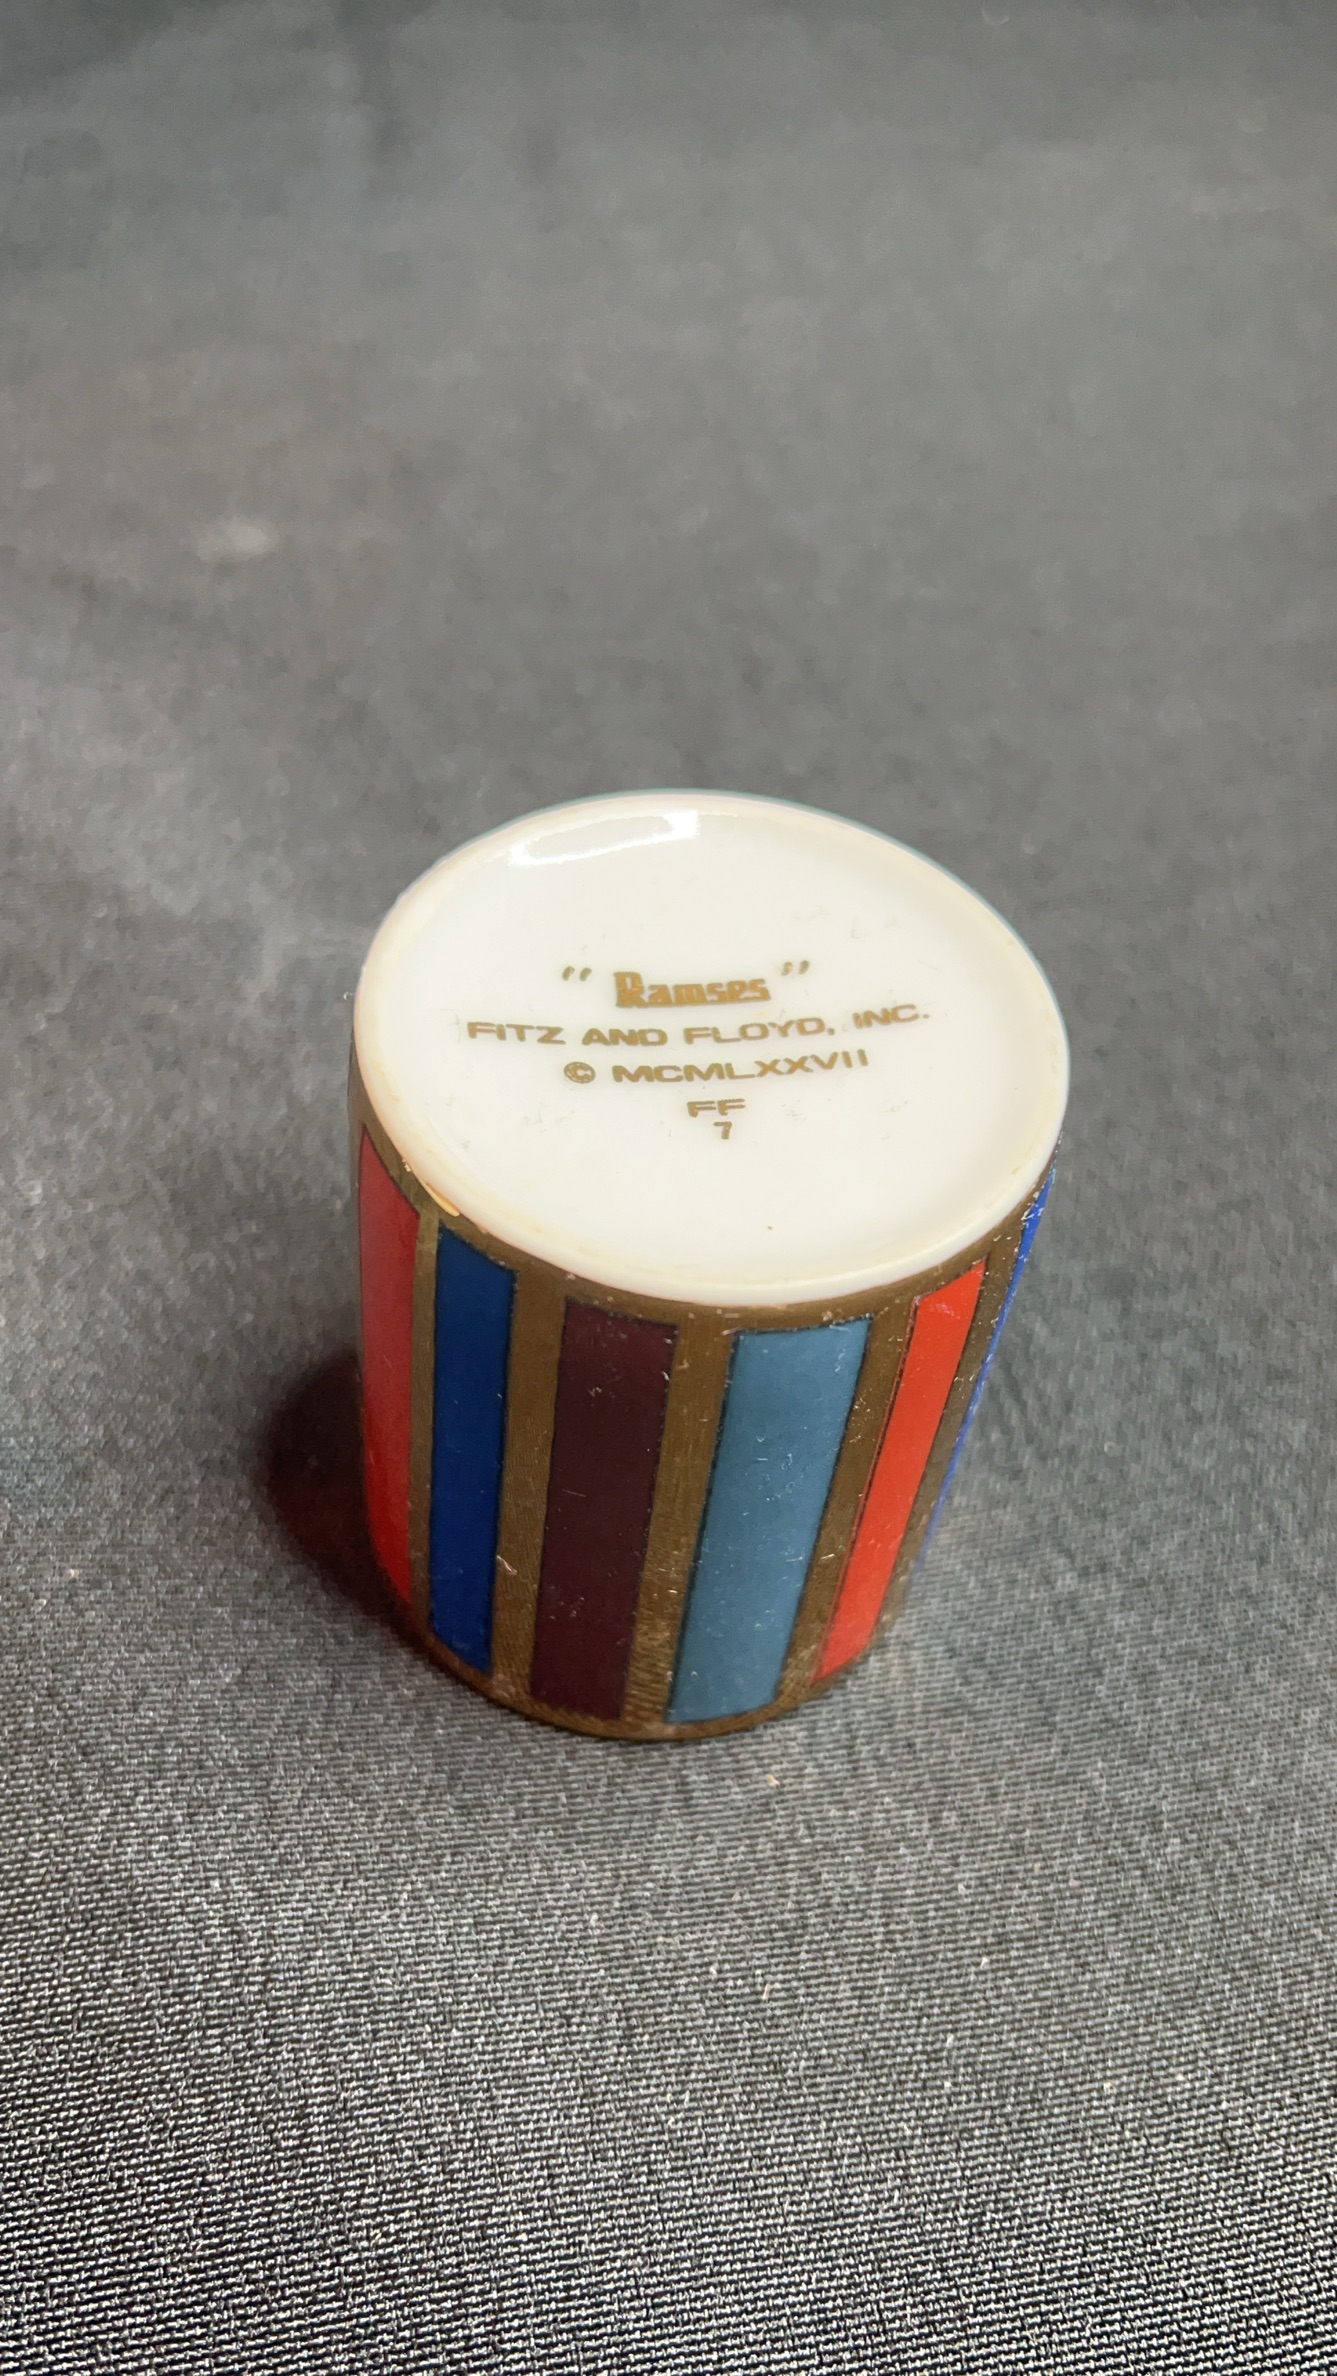 "Ramses"
FITZ AND FLOYD, INC.
© MCMLXXVII
FF
7